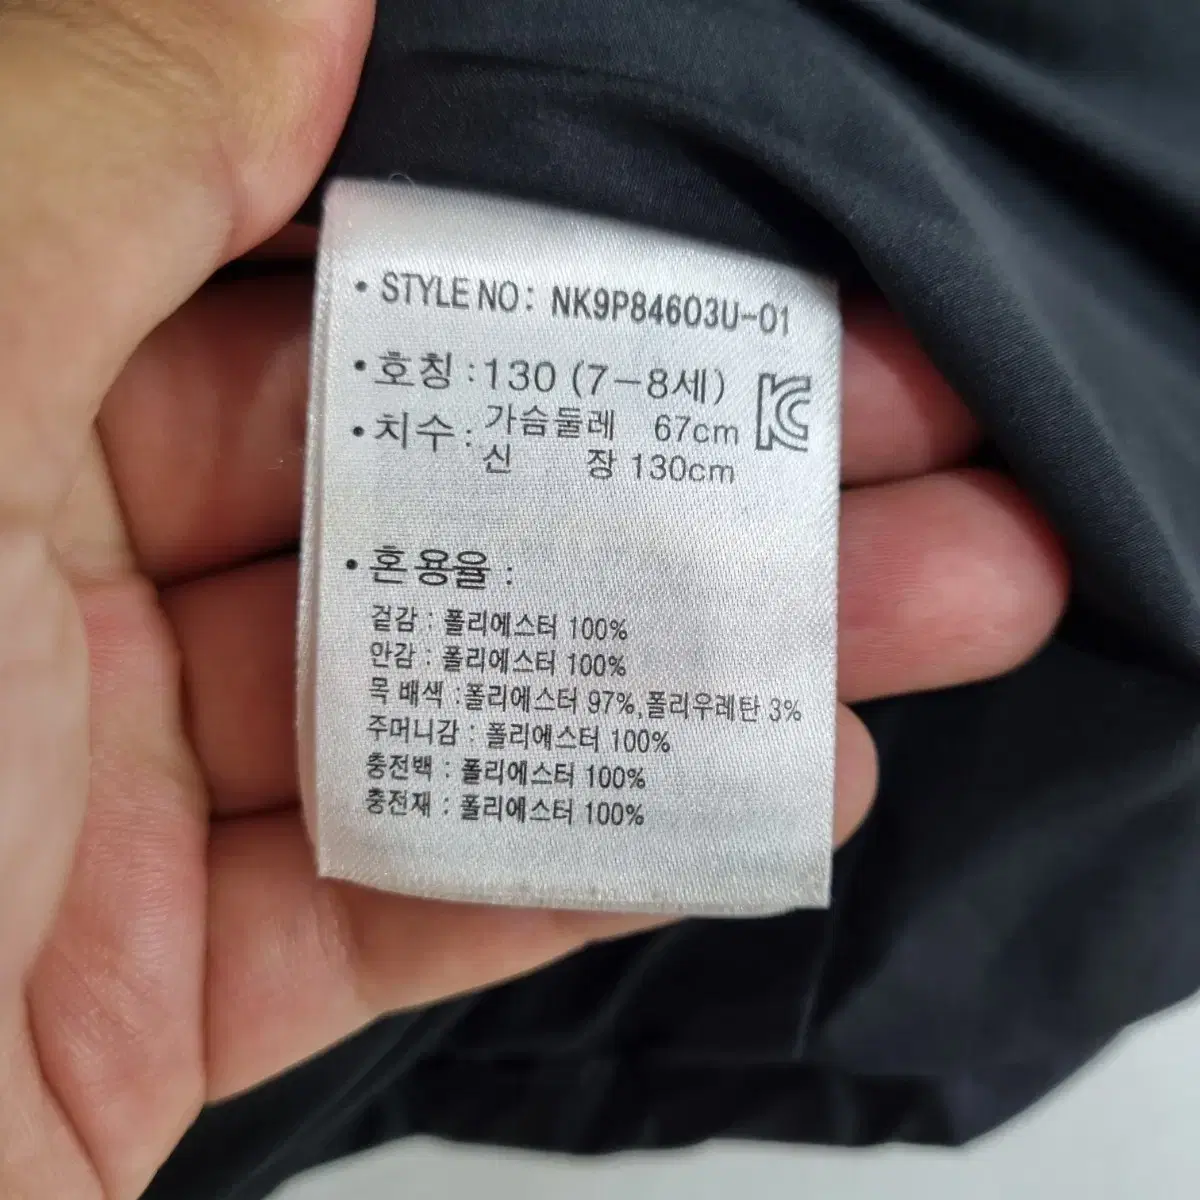 • STYLE NO : NK9P84603U-01
• 호칭 : 130 (7-8세)
• 치수 : 가슴둘레 67cm
신 장 130cm
KC
• 혼용율 :
겉감 : 폴리에스터 100%
안감 : 폴리에스터 100%
목 배색 :폴리에스터 97%,폴리우레탄 3%
주머니감 : 폴리에스터 100%
충전백 : 폴리에스터 100%
충전재 : 폴리에스터 100%